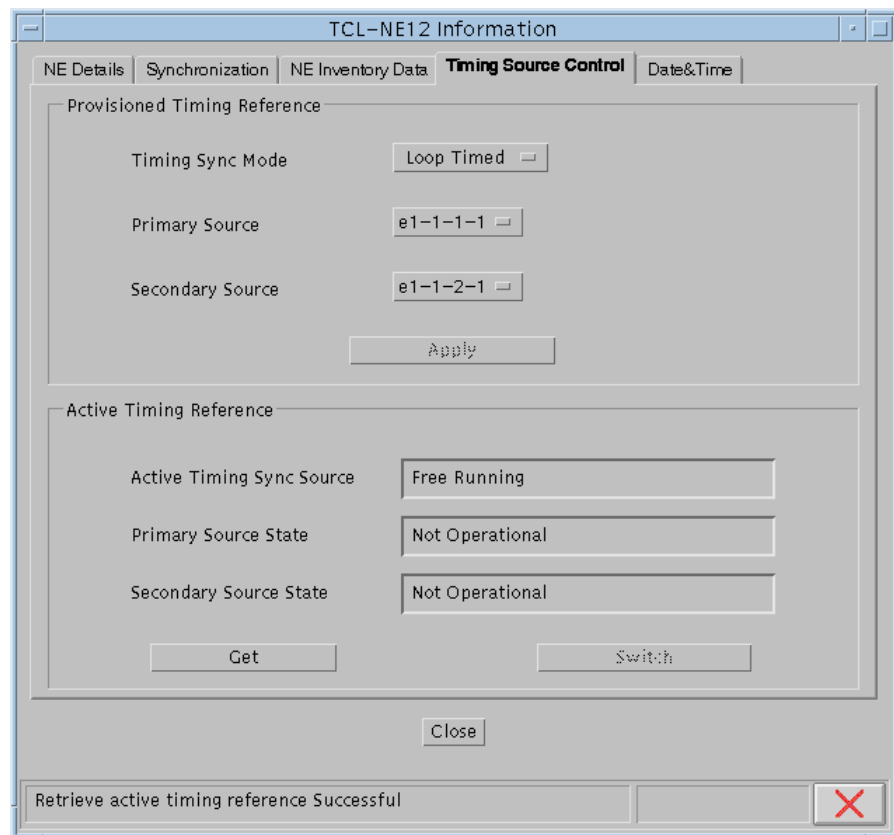 TCL-NE12 Information
NE Details Synchronization NE Inventory Data Timing Source Control Date&Time
Provisioned Timing Reference
Timing Sync Mode Loop Timed
Primary Source e1-1-1-1
Secondary Source e1-1-2-1
Apply
Active Timing Reference
Active Timing Sync Source Free Running
Primary Source State Not Operational
Secondary Source State Not Operational
Get Switch
Close
Retrieve active timing reference Successful